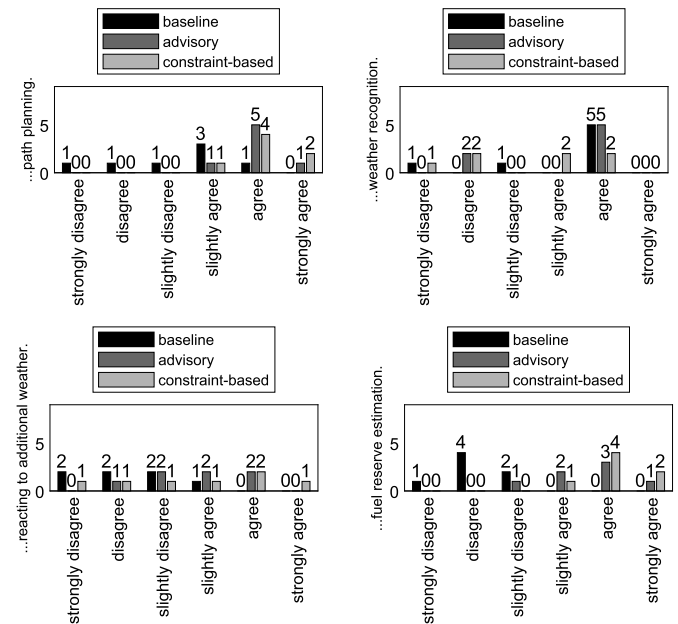 baseline
advisory
constraint-based
...path planning.
5
0
1 0 0
1 0 0
1 0 0
3 1 1
1 5 4
0 1 2
strongly disagree
disagree
slightly disagree
slightly agree
agree
strongly agree
baseline
advisory
constraint-based
...weather recognition.
5
0
1 0 1
0 2 2
1 0 0
0 0 2
5 5 2
0 0 0
strongly disagree
disagree
slightly disagree
slightly agree
agree
strongly agree
baseline
advisory
constraint-based
...reacting to additional weather.
5
0
2 0 1
2 1 1
2 2 1
1 2 1
0 2 2
0 0 1
strongly disagree
disagree
slightly disagree
slightly agree
agree
strongly agree
baseline
advisory
constraint-based
...fuel reserve estimation.
5
0
1 0 0
4 0 0
2 1 0
0 2 1
0 3 4
0 1 2
strongly disagree
disagree
slightly disagree
slightly agree
agree
strongly agree